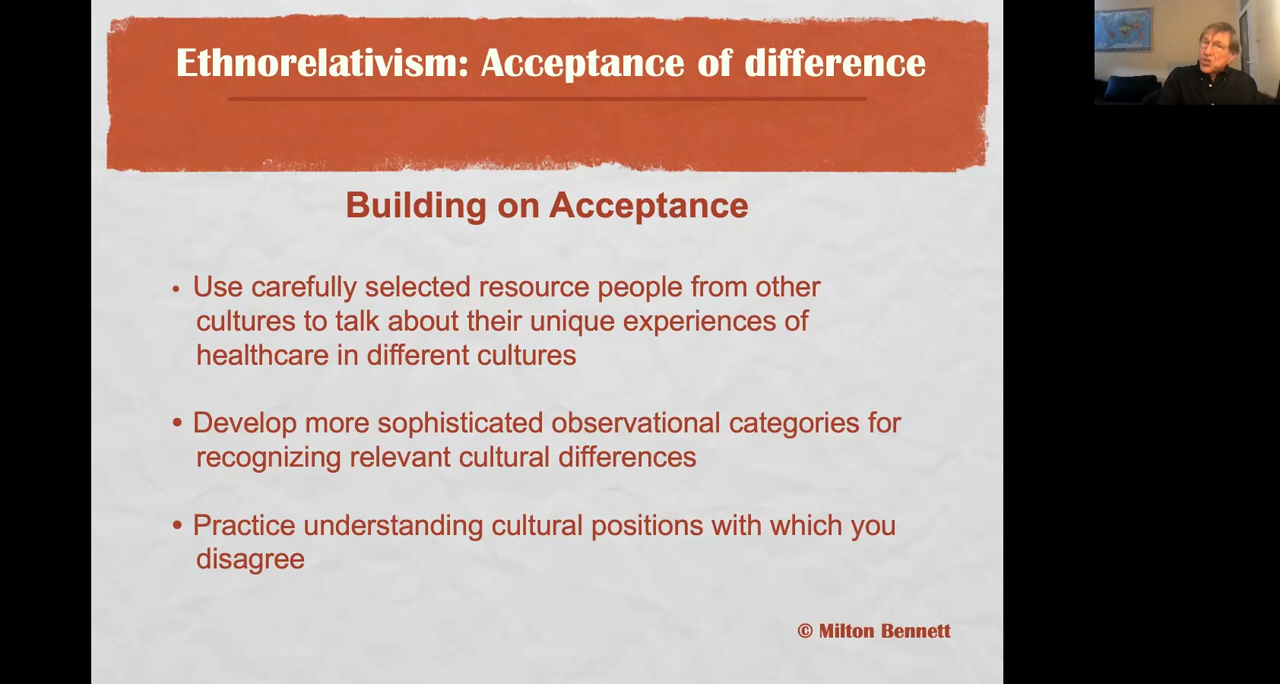 Ethnorelativism: Acceptance of difference
Building on Acceptance
• Use carefully selected resource people from other
cultures to talk about their unique experiences of
healthcare in different cultures
• Develop more sophisticated observational categories for
recognizing relevant cultural differences
• Practice understanding cultural positions with which you
disagree
© Milton Bennett